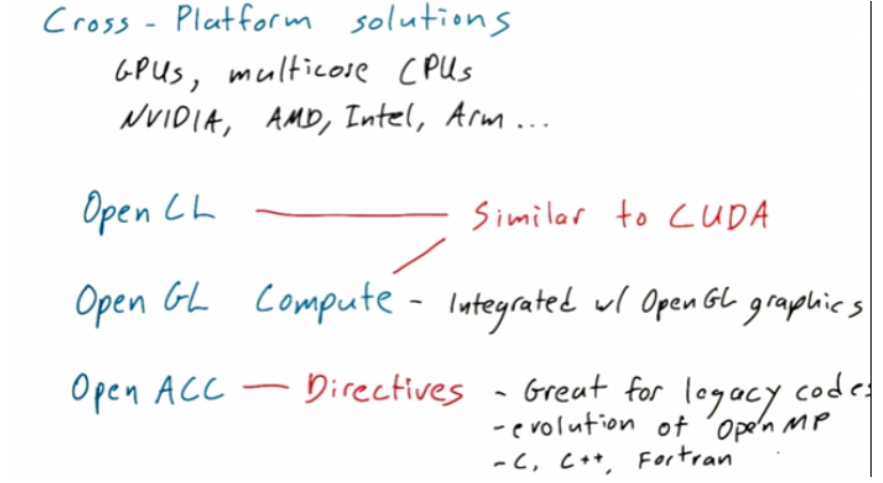 Cross - Platform solutions
GPUs, multicore CPUs
NVIDIA, AMD, Intel, Arm ...
Open CL — Similar to CUDA
Open GL Compute - Integrated w/ OpenGL graphics
Open ACC — Directives - Great for legacy codes
- evolution of OpenMP
- C, C++, Fortran